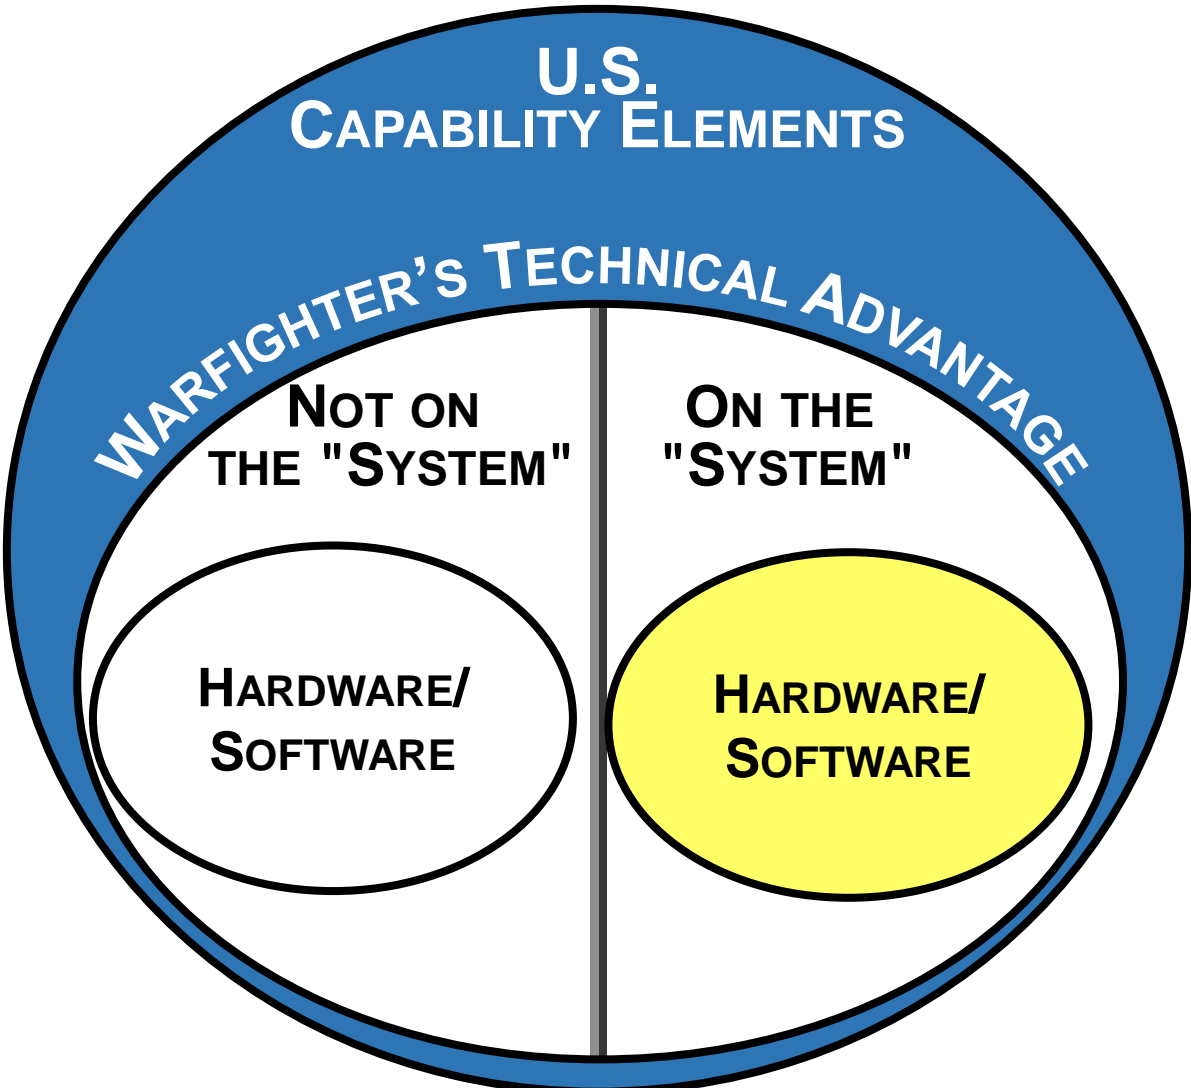 U.S.
CAPABILITY ELEMENTS
WARFIGHTER’S TECHNICAL ADVANTAGE
NOT ON
THE "SYSTEM"
ON THE
"SYSTEM"
HARDWARE/
SOFTWARE
HARDWARE/
SOFTWARE